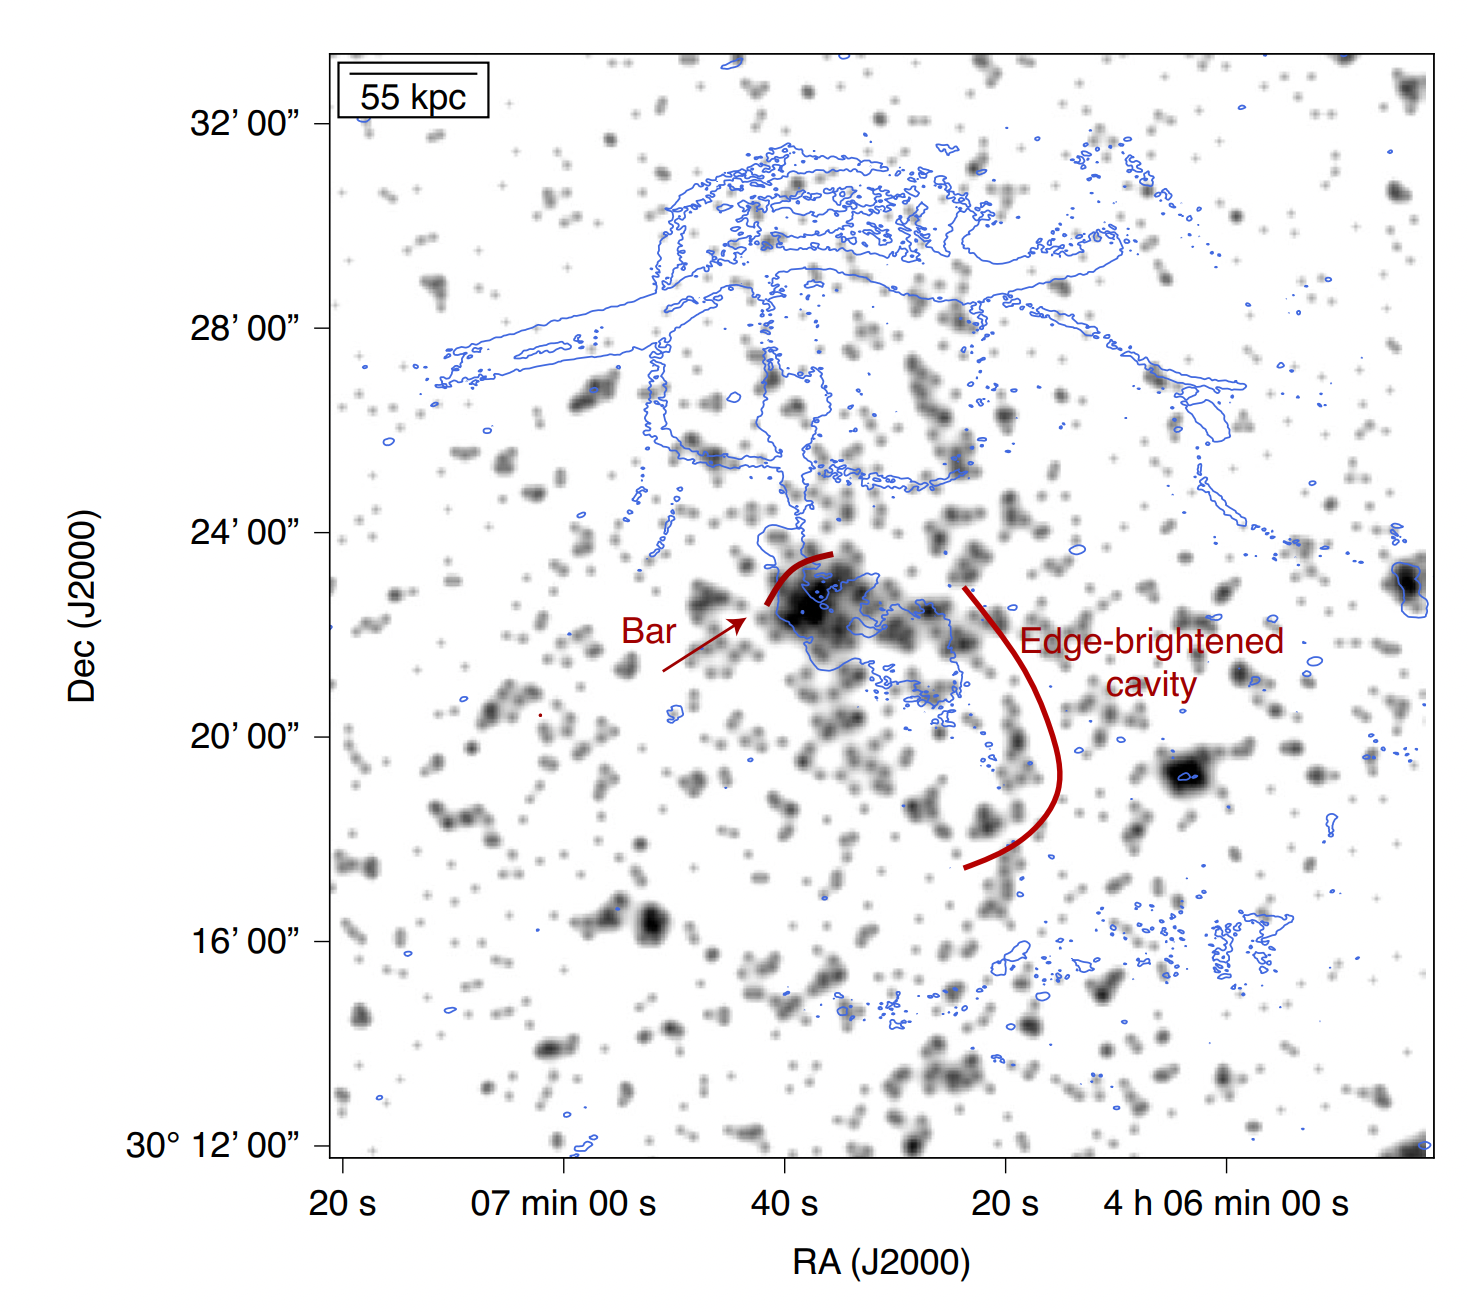 55 kpc
32’ 00”
28’ 00”
24’ 00”
20’ 00”
16’ 00”
30° 12’ 00”
Dec (J2000)
Bar
Edge-brightened
cavity
20 s
07 min 00 s
40 s
20 s
4 h 06 min 00 s
RA (J2000)